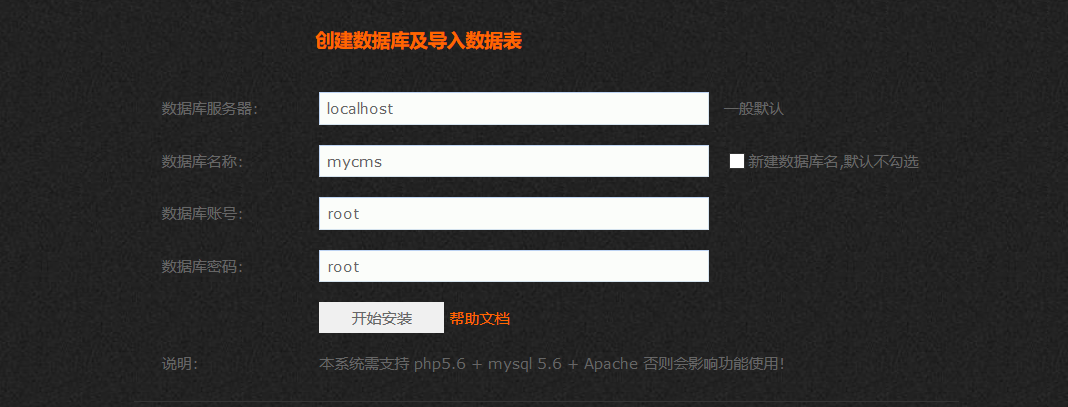 创建数据库及导入数据表
数据库服务器: localhost 一般默认
数据库名称: mycms 新建数据库名,默认不勾选
数据库账号: root
数据库密码: root
开始安装 帮助文档
说明: 本系统需支持 php5.6 + mysql 5.6 + Apache 否则会影响功能使用!